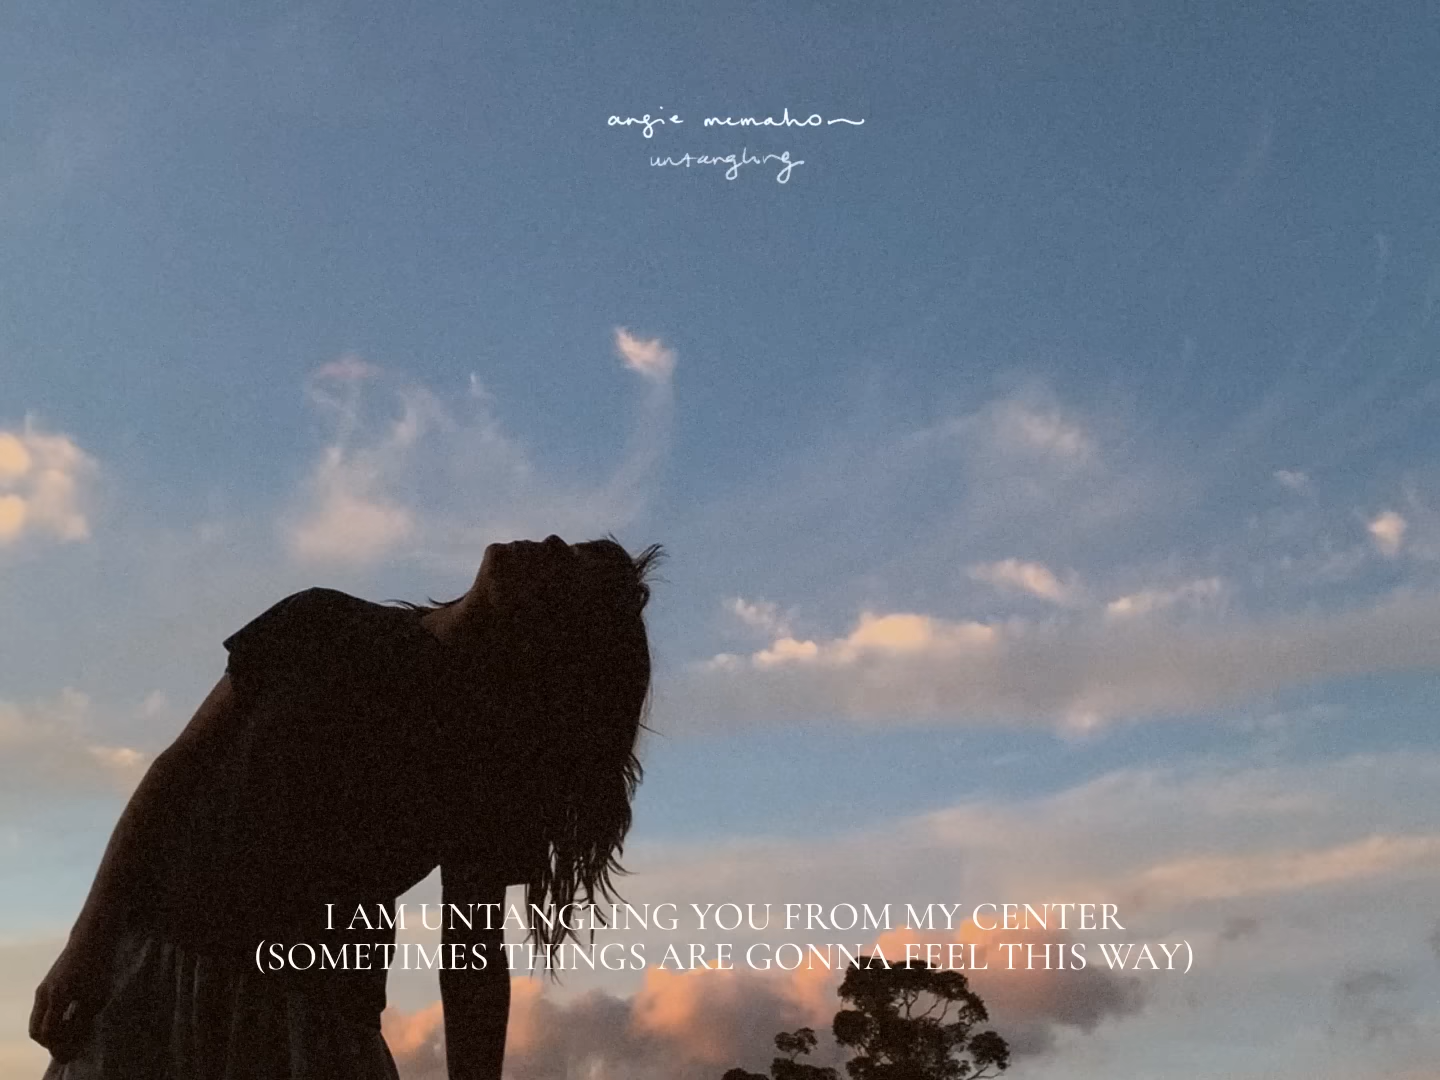 angie mcmahon
untangling
I AM UNTANGLING YOU FROM MY CENTER
(SOMETIMES THINGS ARE GONNA FEEL THIS WAY)